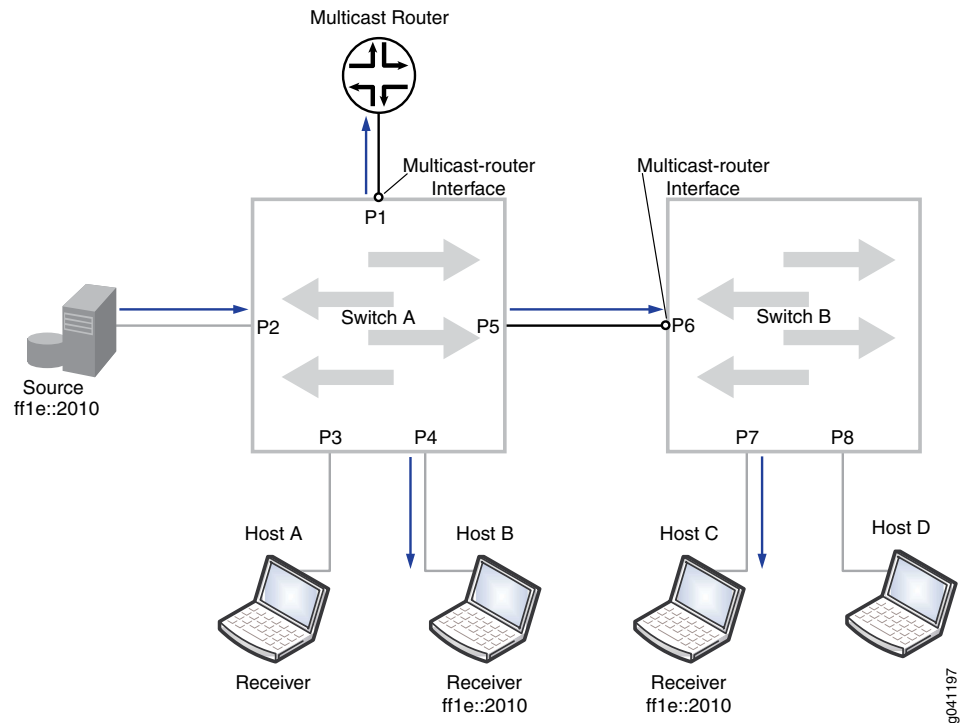 Multicast Router
Multicast-router
Interface
Multicast-router
Interface
P1
P2
Switch A
P5
P6
Switch B
Source
ff1e::2010
P3
P4
P7
P8
Host A
Host B
Host C
Host D
Receiver
Receiver
ff1e::2010
Receiver
ff1e::2010
g041197